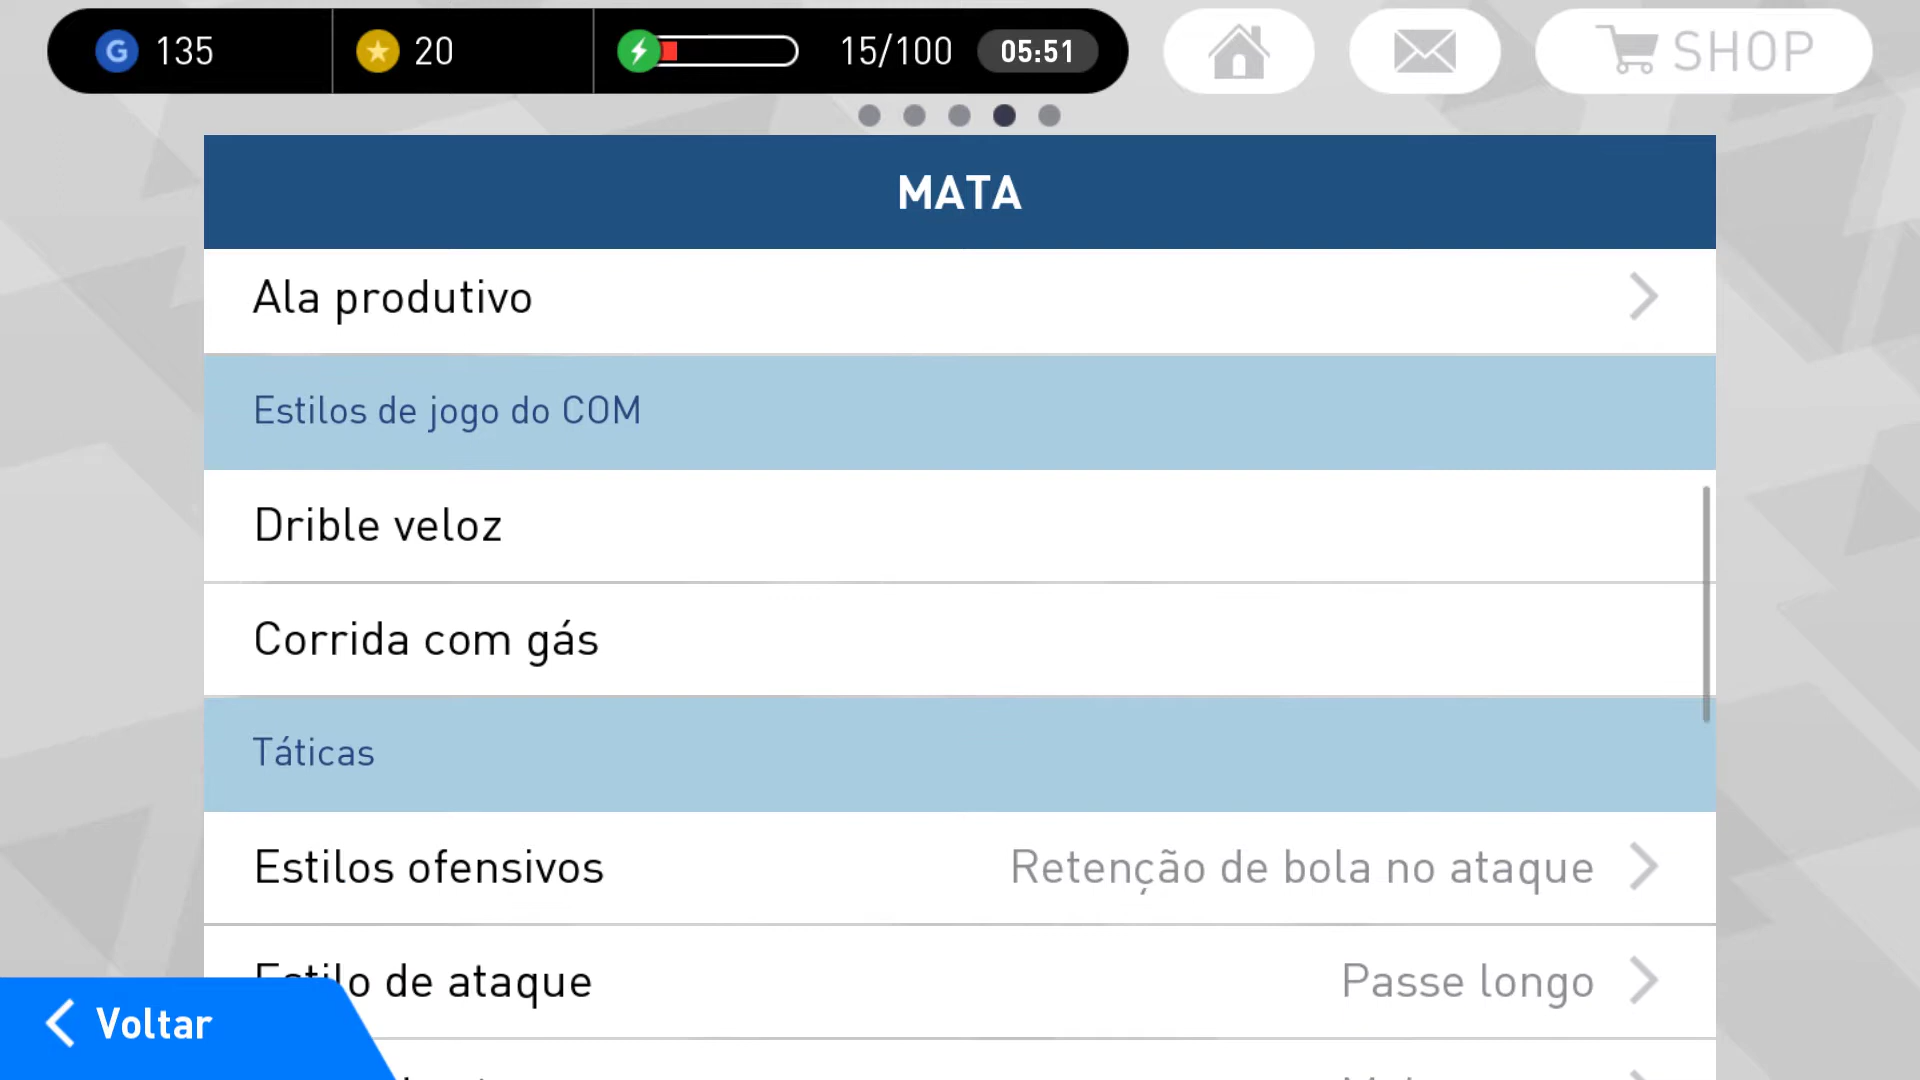 G 135 20 15/100 05:51 SHOP
MATA
Ala produtivo
Estilos de jogo do COM
Drible veloz
Corrida com gás
Táticas
Estilos ofensivos Retenção de bola no ataque
Estilo de ataque Passe longo
Voltar